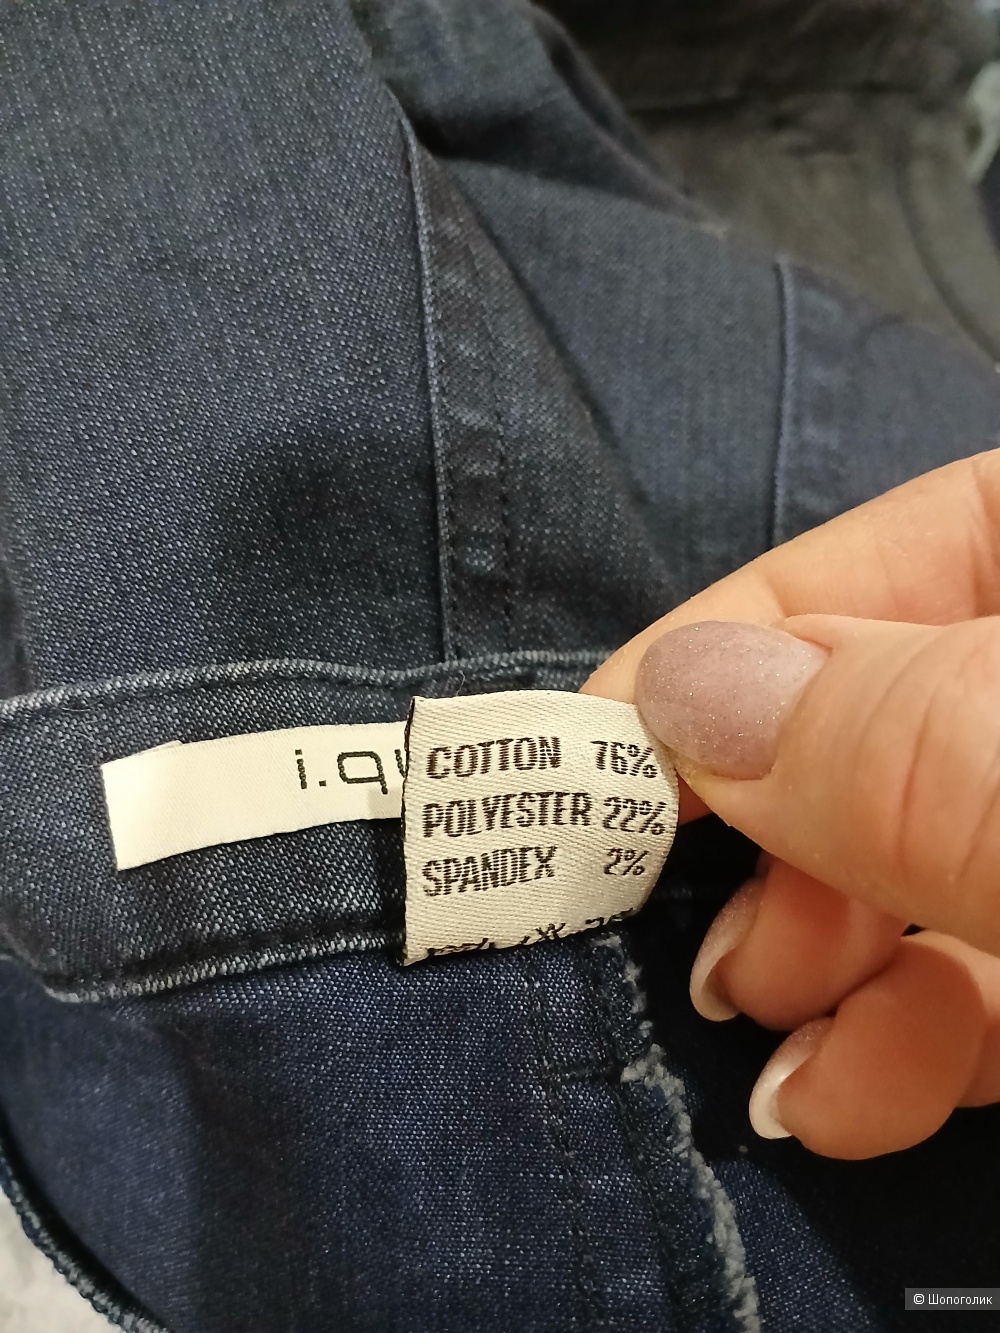 i.q
COTTON 76%
POLYESTER 22%
SPANDEX 2%
© Шопоголик